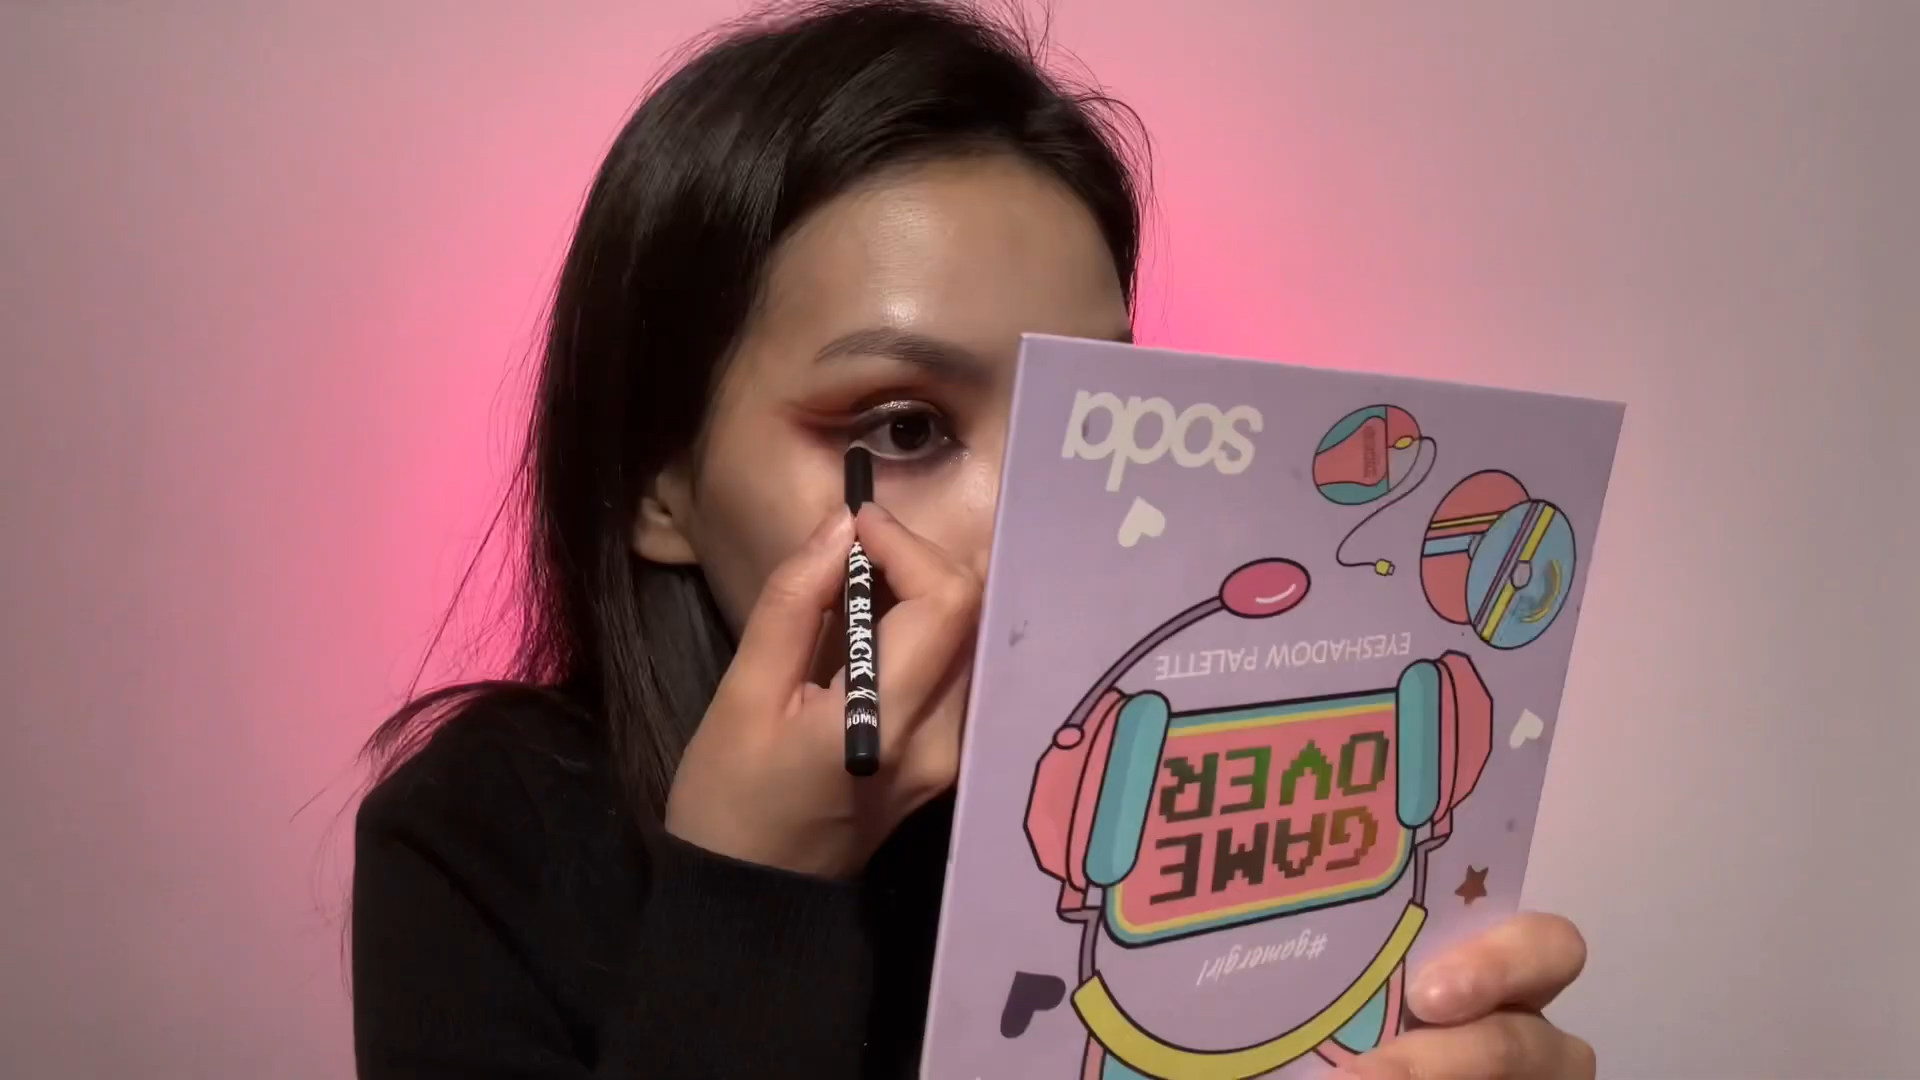 #gamergirl
GAME
OVER
EYESHADOW PALETTE
soda
BLACK
BOMB